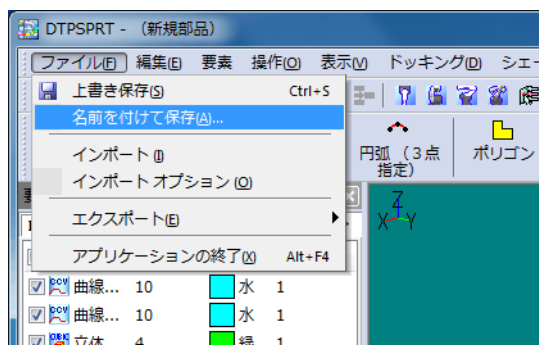 DTPSPRT - （新規部品）
ファイル(F) 編集(E) 要素 操作(O) 表示(V) ドッキング(D) シェー
上書き保存(S) Ctrl+S
名前を付けて保存(A)...
インポート(I)
インポート オプション(O)
エクスポート(E)
アプリケーションの終了(X) Alt+F4
円弧（３点指定）
ポリゴン
Z
X Y
曲線... 10 水 1
曲線... 10 水 1
立体 4 緑 1